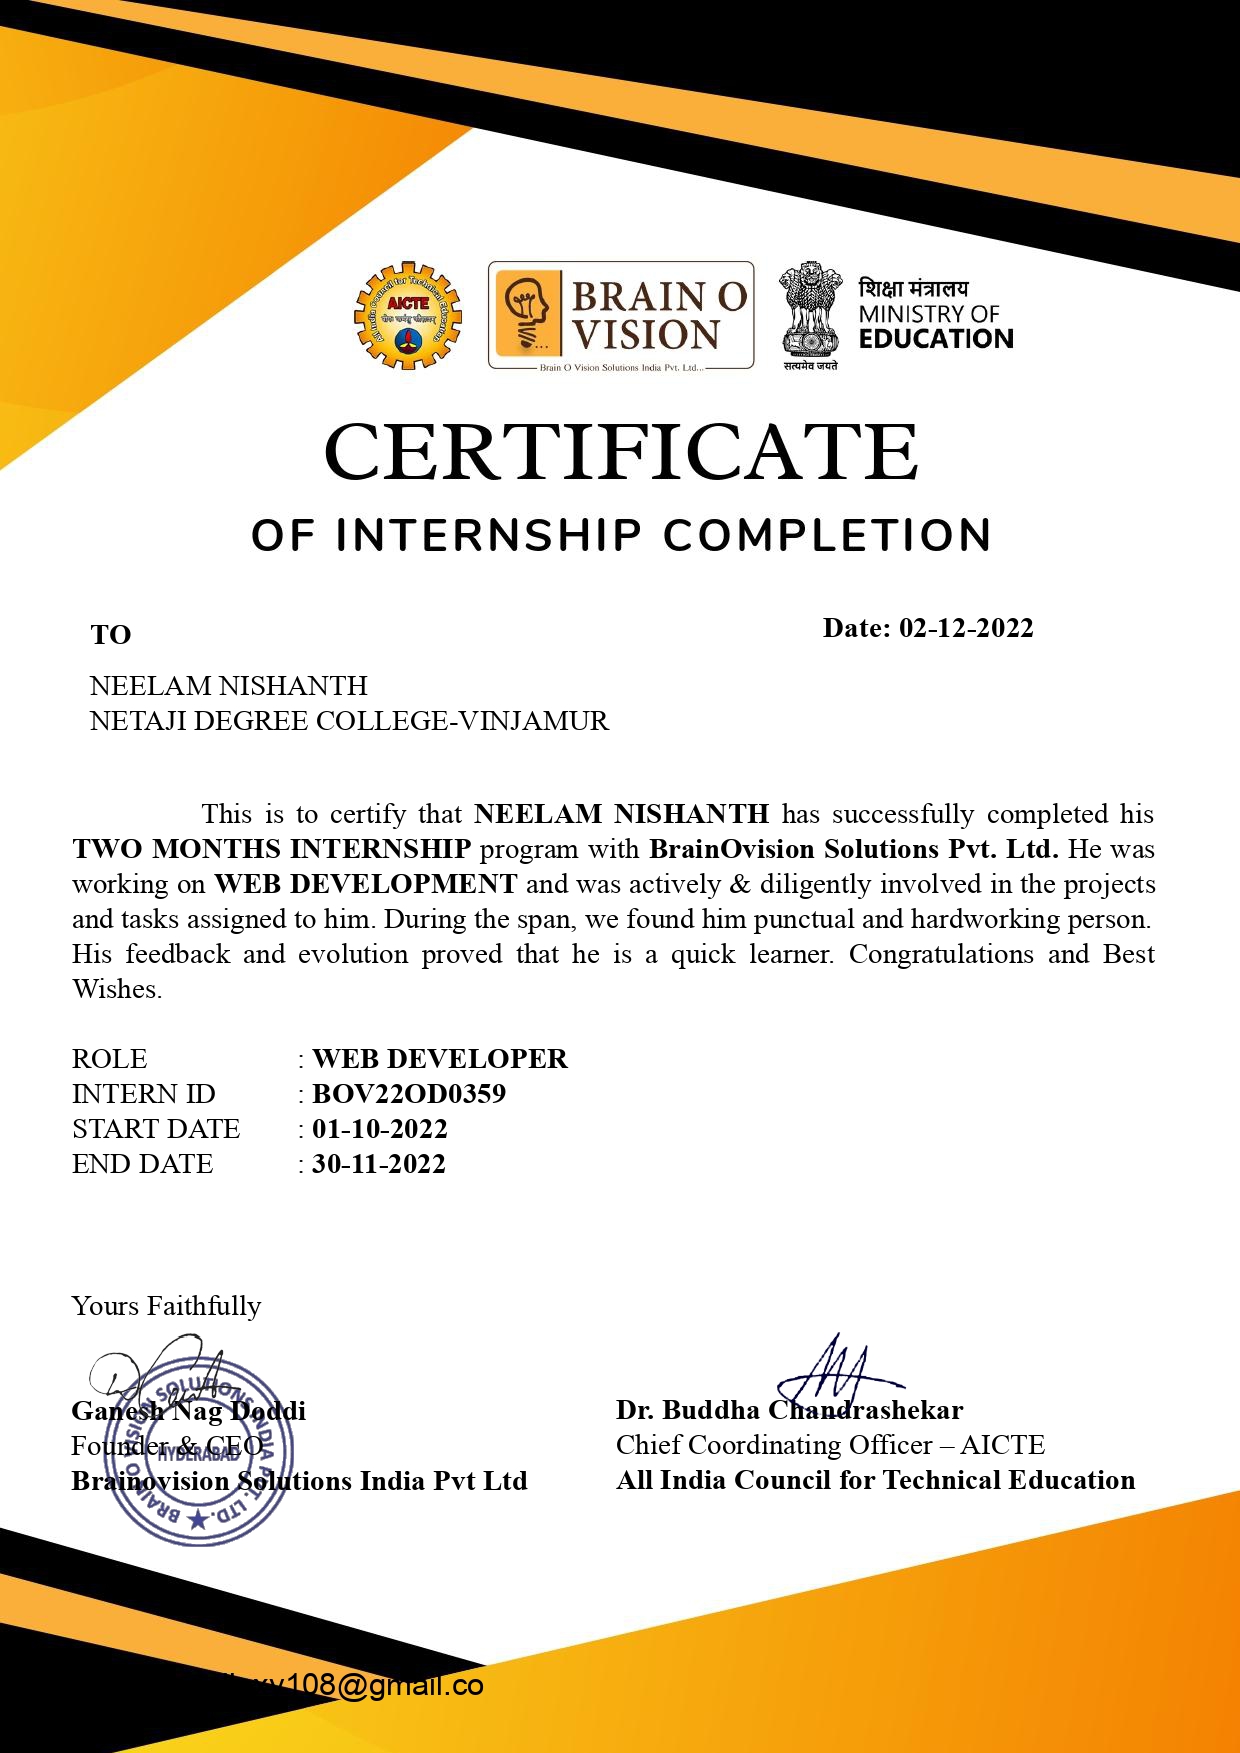 All India Council for Technical Education
AICTE
BRAIN O
VISION
Brain O Vision Solutions India Pvt. Ltd...
सत्यमेव जयते
शिक्षा मंत्रालय
MINISTRY OF
EDUCATION
CERTIFICATE
OF INTERNSHIP COMPLETION
TO
Date: 02-12-2022
NEELAM NISHANTH
NETAJI DEGREE COLLEGE-VINJAMUR
This is to certify that NEELAM NISHANTH has successfully completed his
TWO MONTHS INTERNSHIP program with BrainOvision Solutions Pvt. Ltd. He was
working on WEB DEVELOPMENT and was actively & diligently involved in the projects
and tasks assigned to him. During the span, we found him punctual and hardworking person.
His feedback and evolution proved that he is a quick learner. Congratulations and Best
Wishes.
ROLE : WEB DEVELOPER
INTERN ID : BOV22OD0359
START DATE : 01-10-2022
END DATE : 30-11-2022
Yours Faithfully
Ganesh Nag Doddi
Founder & CEO
Brainovision Solutions India Pvt Ltd
BRAIN O VISION SOLUTIONS INDIA PVT. LTD.
HYDERABAD
Dr. Buddha Chandrashekar
Chief Coordinating Officer – AICTE
All India Council for Technical Education
108@gmail.co